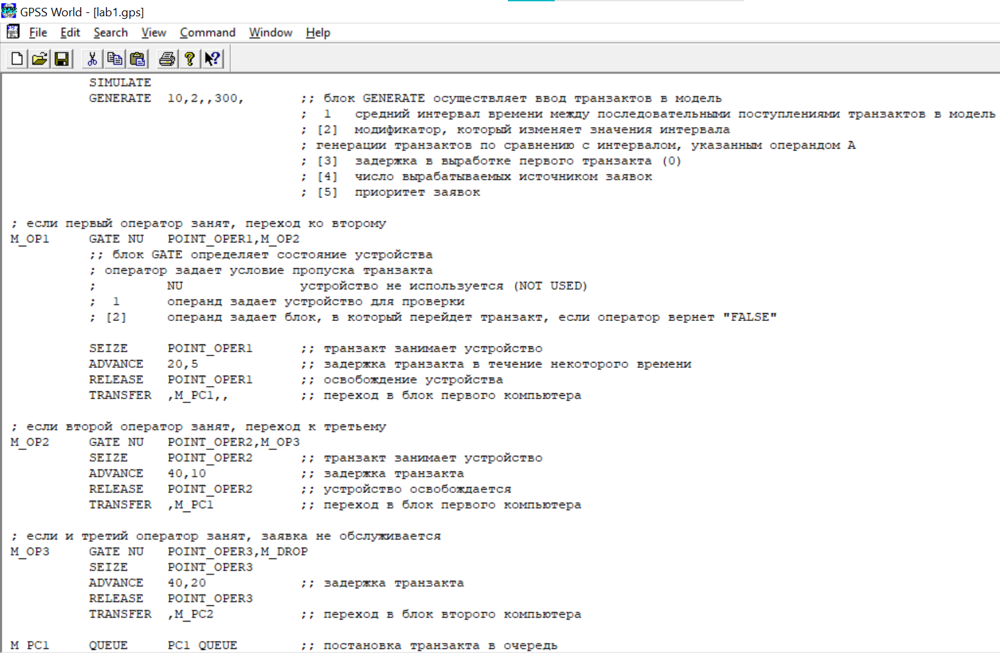 GPSS World - [lab1.gps]
File Edit Search View Command Window Help
SIMULATE
GENERATE 10,2,,300, ;; блок GENERATE осуществляет ввод транзактов в модель
; 1 средний интервал времени между последовательными поступлениями транзактов в модель
; [2] модификатор, который изменяет значения интервала
; генерации транзактов по сравнению с интервалом, указанным операндом А
; [3] задержка в выработке первого транзакта (0)
; [4] число вырабатываемых источником заявок
; [5] приоритет заявок
; если первый оператор занят, переход ко второму
M_OP1 GATE NU POINT_OPER1,M_OP2
;; блок GATE определяет состояние устройства
; оператор задает условие пропуска транзакта
; NU устройство не используется (NOT USED)
; 1 операнд задает устройство для проверки
; [2] операнд задает блок, в который перейдет транзакт, если оператор вернет "FALSE"
SEIZE POINT_OPER1 ;; транзакт занимает устройство
ADVANCE 20,5 ;; задержка транзакта в течение некоторого времени
RELEASE POINT_OPER1 ;; освобождение устройства
TRANSFER ,M_PC1,, ;; переход в блок первого компьютера
; если второй оператор занят, переход к третьему
M_OP2 GATE NU POINT_OPER2,M_OP3
SEIZE POINT_OPER2 ;; транзакт занимает устройство
ADVANCE 40,10 ;; задержка транзакта
RELEASE POINT_OPER2 ;; устройство освобождается
TRANSFER ,M_PC1 ;; переход в блок первого компьютера
; если и третий оператор занят, заявка не обслуживается
M_OP3 GATE NU POINT_OPER3,M_DROP
SEIZE POINT_OPER3
ADVANCE 40,20 ;; задержка транзакта
RELEASE POINT_OPER3
TRANSFER ,M_PC2 ;; переход в блок второго компьютера
M_PC1 QUEUE PC1_QUEUE ;; постановка транзакта в очередь